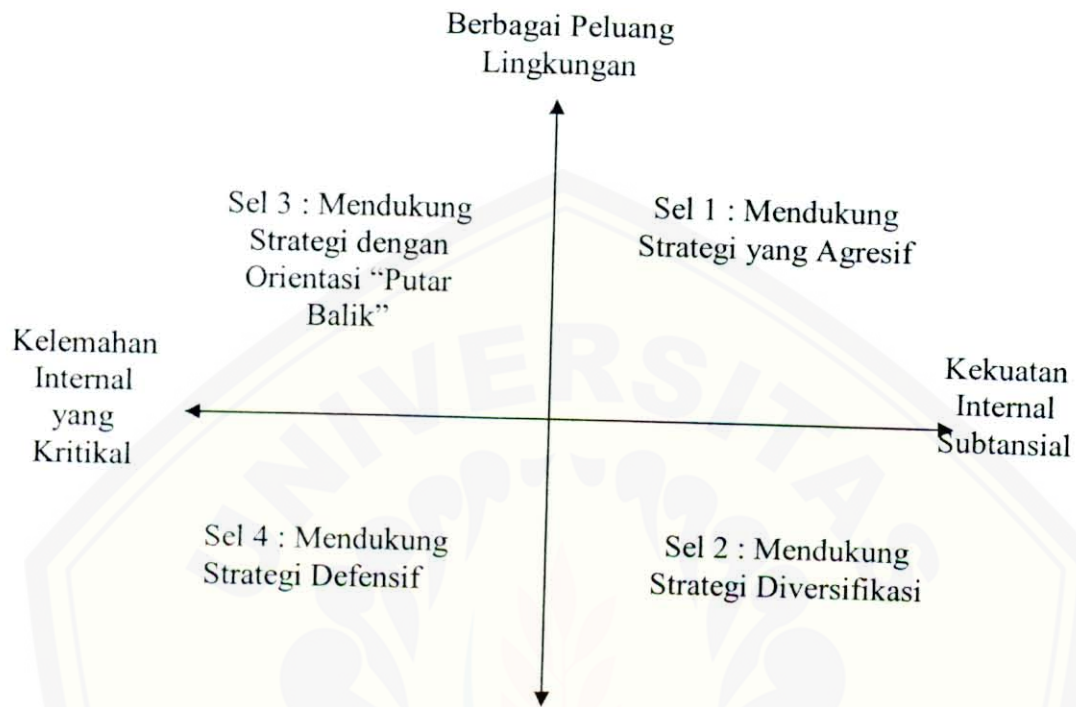 Berbagai Peluang
Lingkungan
Sel 3 : Mendukung
Strategi dengan
Orientasi “Putar
Balik”
Sel 1 : Mendukung
Strategi yang Agresif
Kelemahan
Internal
yang
Kritikal
Kekuatan
Internal
Subtansial
Sel 4 : Mendukung
Strategi Defensif
Sel 2 : Mendukung
Strategi Diversifikasi
UNIVERSITAS